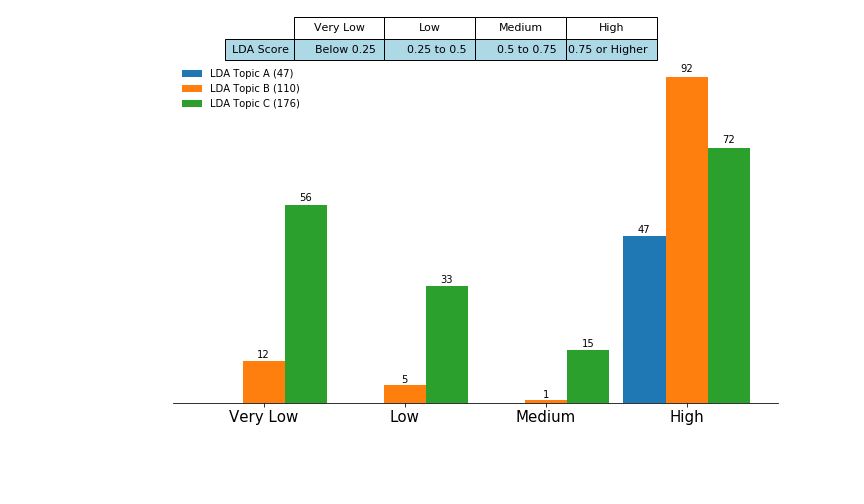 Very Low Low Medium High
LDA Score Below 0.25 0.25 to 0.5 0.5 to 0.75 0.75 or Higher
LDA Topic A (47)
LDA Topic B (110)
LDA Topic C (176)
92
72
56
47
33
15
12
5
1
Very Low Low Medium High